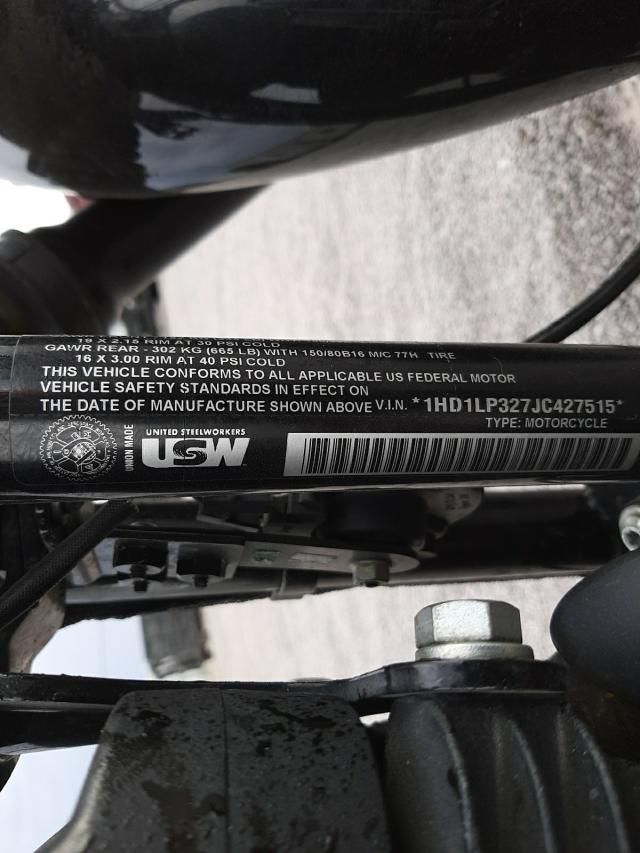 19 X 2.15 RIM AT 30 PSI COLD
GAWR REAR - 302 KG (665 LB) WITH 150/80B16 M/C 77H TIRE
16 X 3.00 RIM AT 40 PSI COLD
THIS VEHICLE CONFORMS TO ALL APPLICABLE US FEDERAL MOTOR
VEHICLE SAFETY STANDARDS IN EFFECT ON
THE DATE OF MANUFACTURE SHOWN ABOVE V.I.N. *1HD1LP327JC427515*
TYPE: MOTORCYCLE
UNION MADE
UNITED STEELWORKERS
USW